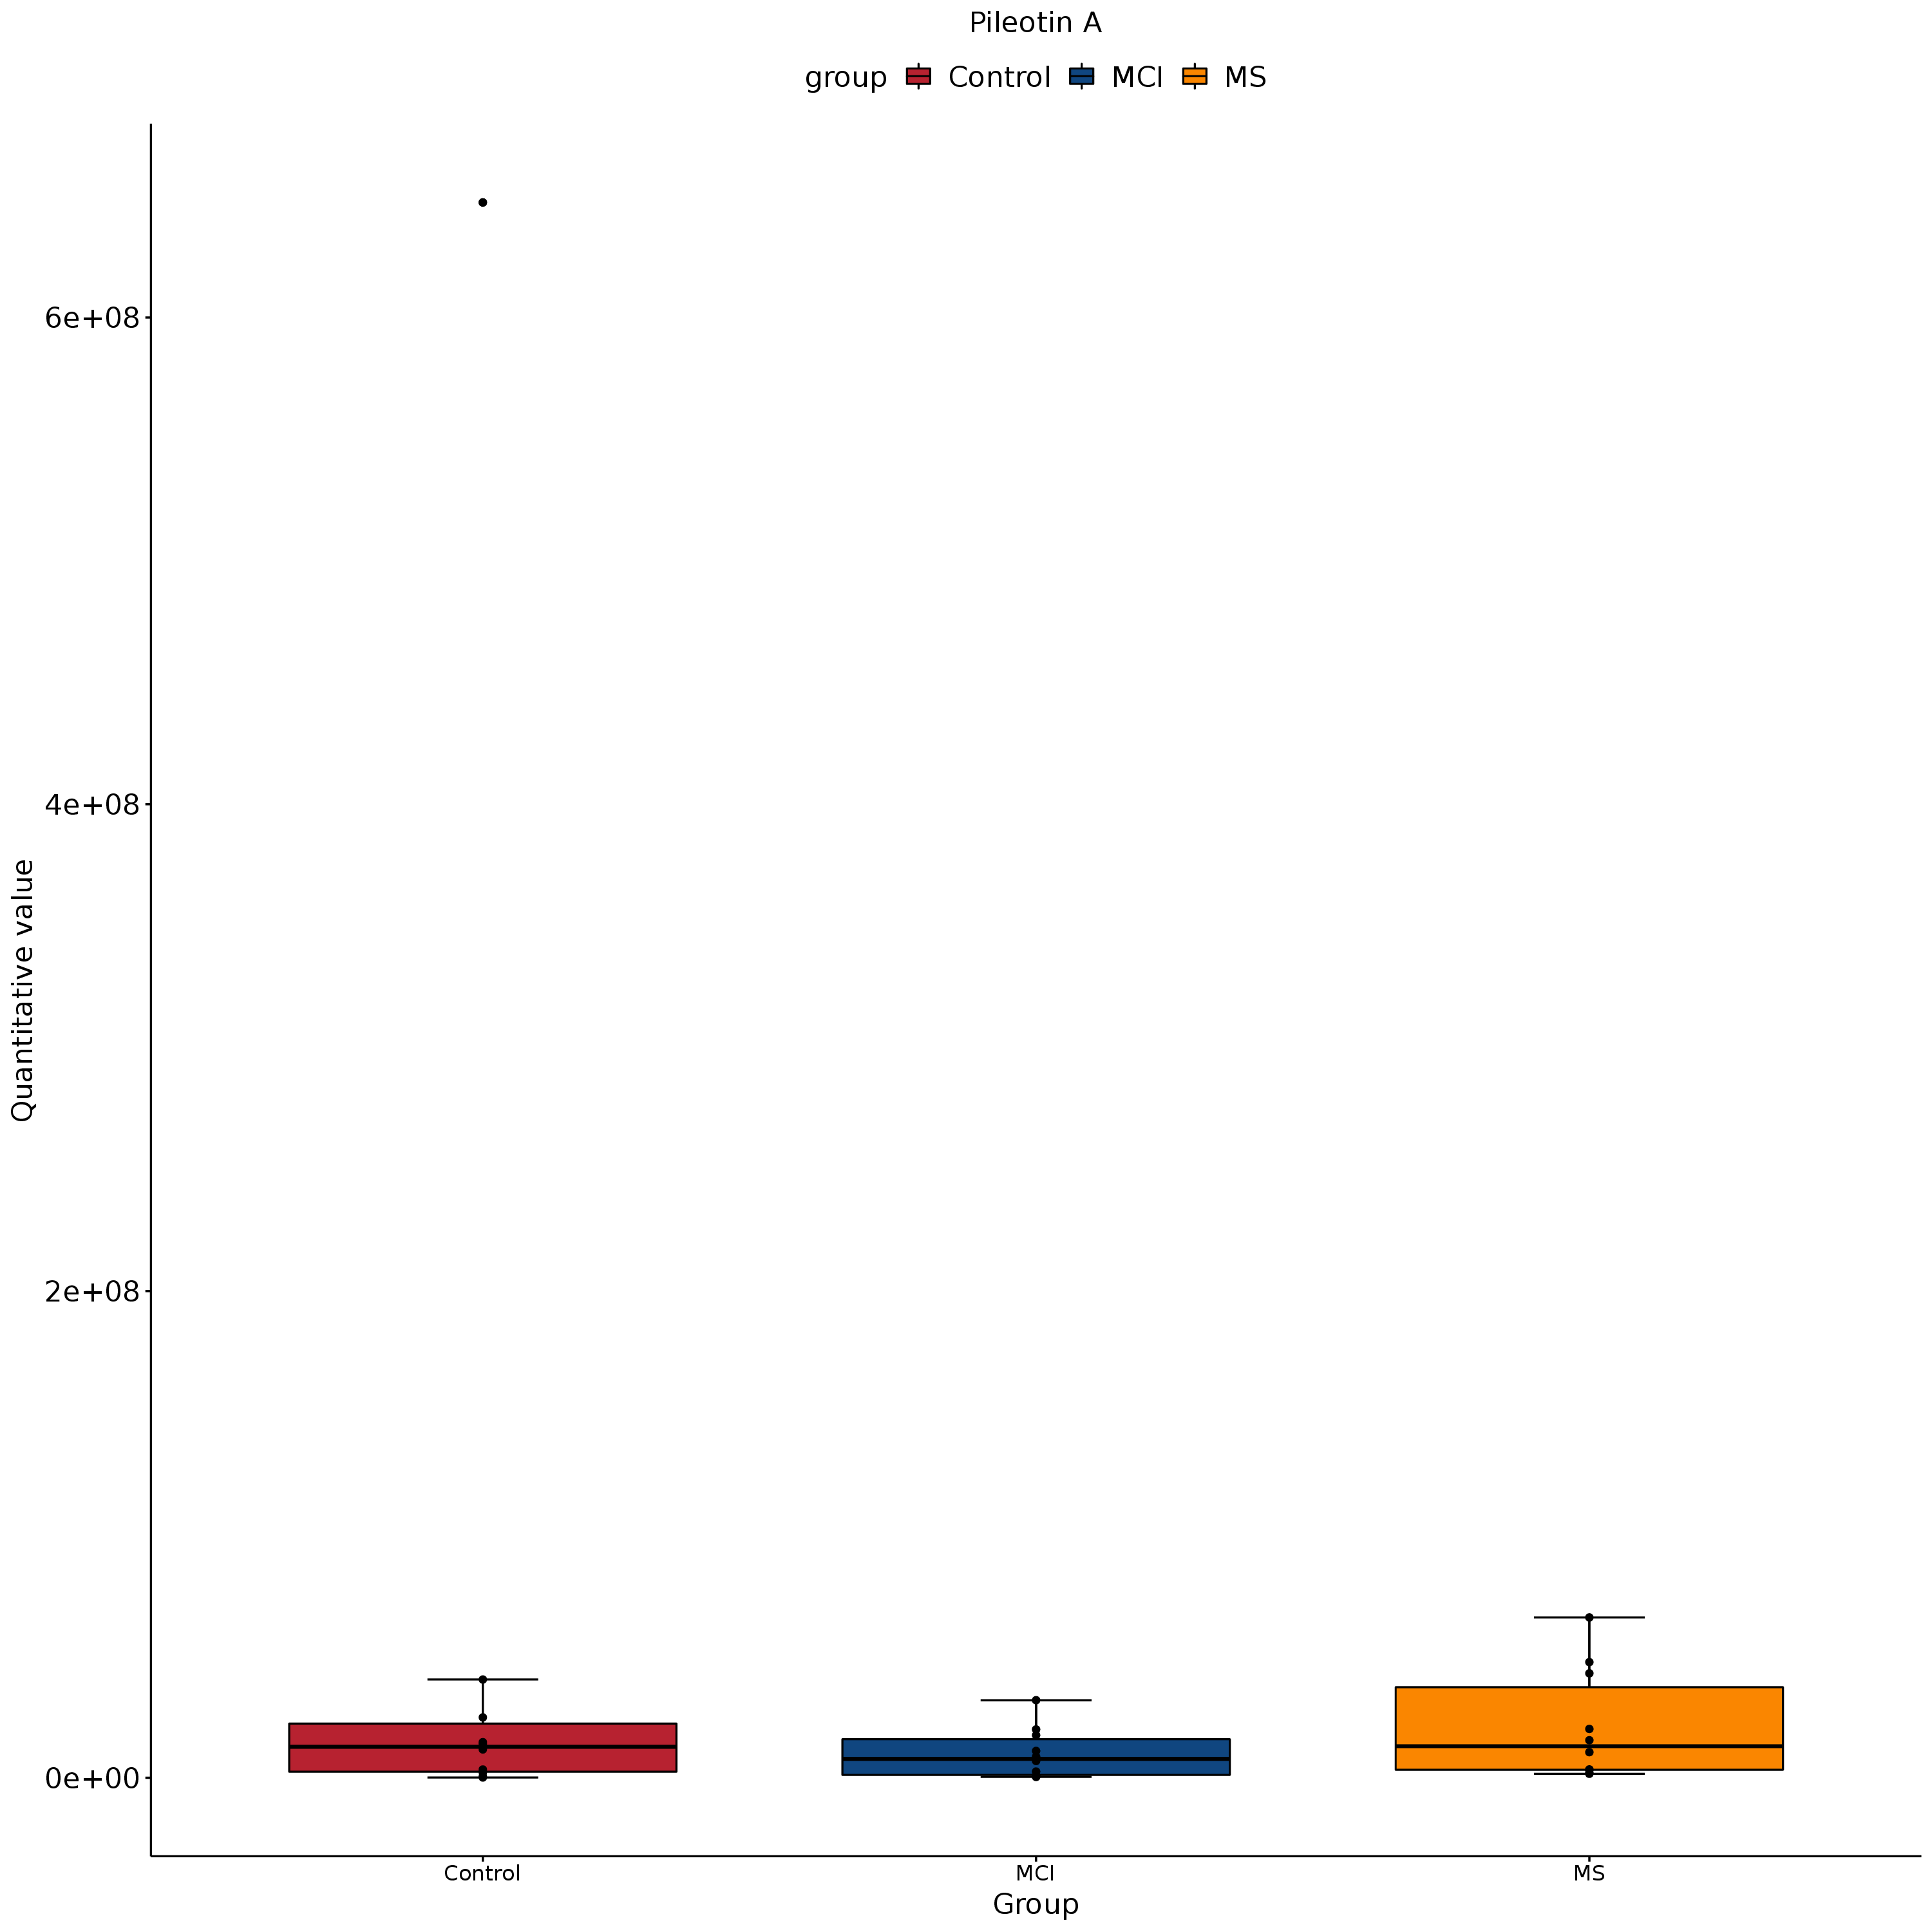 Pileotin A
group Control MCI MS
6e+08
4e+08
2e+08
0e+00
Quantitative value
Control MCI MS
Group